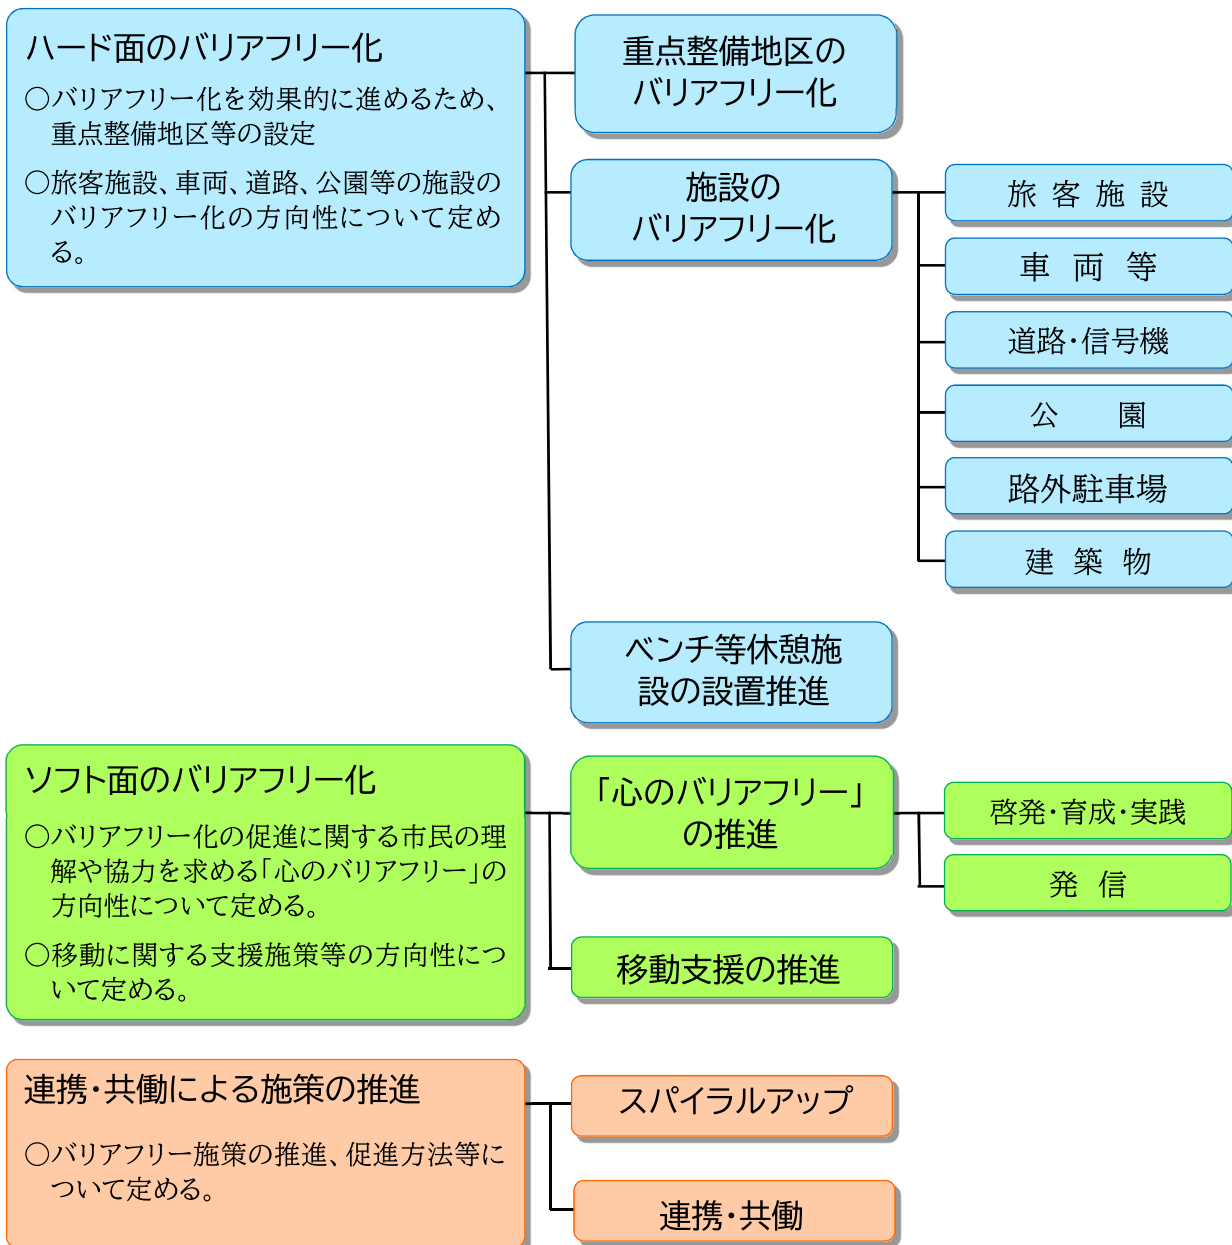 ハード面のバリアフリー化
○バリアフリー化を効果的に進めるため、
重点整備地区等の設定
○旅客施設、車両、道路、公園等の施設の
バリアフリー化の方向性について定め
る。
重点整備地区の
バリアフリー化
施設の
バリアフリー化
旅客施設
車両等
道路・信号機
公園
路外駐車場
建築物
ベンチ等休憩施
設の設置推進
ソフト面のバリアフリー化
○バリアフリー化の促進に関する市民の理
解や協力を求める「心のバリアフリー」の
方向性について定める。
○移動に関する支援施策等の方向性につ
いて定める。
「心のバリアフリー」
の推進
啓発・育成・実践
発信
移動支援の推進
連携・共働による施策の推進
○バリアフリー施策の推進、促進方法等に
ついて定める。
スパイラルアップ
連携・共働